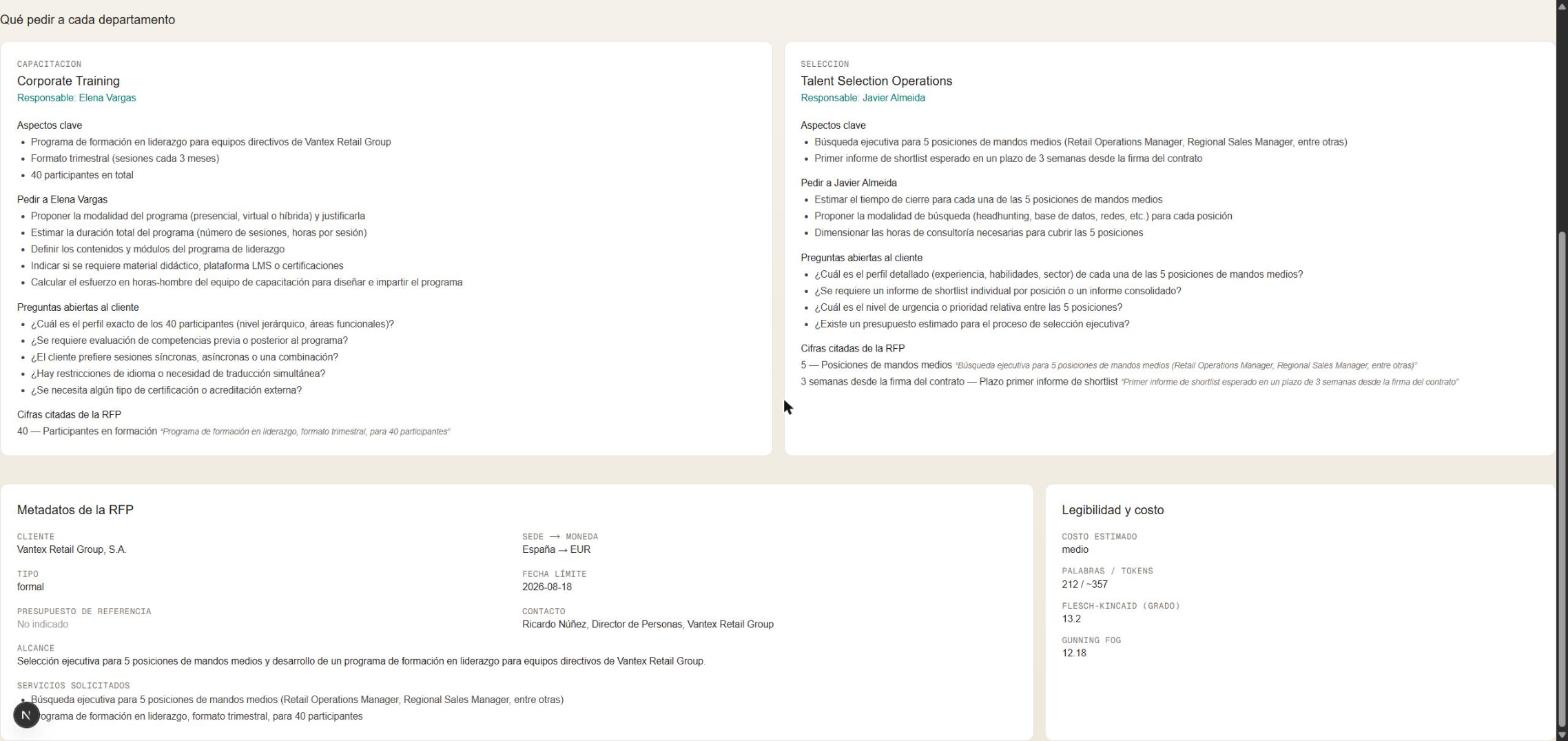 Qué pedir a cada departamento
CAPACITACION
Corporate Training
Responsable: Elena Vargas
Aspectos clave
• Programa de formación en liderazgo para equipos directivos de Vantex Retail Group
• Formato trimestral (sesiones cada 3 meses)
• 40 participantes en total
Pedir a Elena Vargas
• Proponer la modalidad del programa (presencial, virtual o híbrida) y justificarla
• Estimar la duración total del programa (número de sesiones, horas por sesión)
• Definir los contenidos y módulos del programa de liderazgo
• Indicar si se requiere material didáctico, plataforma LMS o certificaciones
• Calcular el esfuerzo en horas-hombre del equipo de capacitación para diseñar e impartir el programa
Preguntas abiertas al cliente
• ¿Cuál es el perfil exacto de los 40 participantes (nivel jerárquico, áreas funcionales)?
• ¿Se requiere evaluación de competencias previa o posterior al programa?
• ¿El cliente prefiere sesiones síncronas, asíncronas o una combinación?
• ¿Hay restricciones de idioma o necesidad de traducción simultánea?
• ¿Se necesita algún tipo de certificación o acreditación externa?
Cifras citadas de la RFP
40 — Participantes en formación "Programa de formación en liderazgo, formato trimestral, para 40 participantes"
SELECCION
Talent Selection Operations
Responsable: Javier Almeida
Aspectos clave
• Búsqueda ejecutiva para 5 posiciones de mandos medios (Retail Operations Manager, Regional Sales Manager, entre otras)
• Primer informe de shortlist esperado en un plazo de 3 semanas desde la firma del contrato
Pedir a Javier Almeida
• Estimar el tiempo de cierre para cada una de las 5 posiciones de mandos medios
• Proponer la modalidad de búsqueda (headhunting, base de datos, redes, etc.) para cada posición
• Dimensionar las horas de consultoría necesarias para cubrir las 5 posiciones
Preguntas abiertas al cliente
• ¿Cuál es el perfil detallado (experiencia, habilidades, sector) de cada una de las 5 posiciones de mandos medios?
• ¿Se requiere un informe de shortlist individual por posición o un informe consolidado?
• ¿Cuál es el nivel de urgencia o prioridad relativa entre las 5 posiciones?
• ¿Existe un presupuesto estimado para el proceso de selección ejecutiva?
Cifras citadas de la RFP
5 — Posiciones de mandos medios "Búsqueda ejecutiva para 5 posiciones de mandos medios (Retail Operations Manager, Regional Sales Manager, entre otras)"
3 semanas desde la firma del contrato — Plazo primer informe de shortlist "Primer informe de shortlist esperado en un plazo de 3 semanas desde la firma del contrato"
Metadatos de la RFP
CLIENTE
Vantex Retail Group, S.A.
SEDE → MONEDA
España → EUR
TIPO
formal
FECHA LÍMITE
2026-08-18
PRESUPUESTO DE REFERENCIA
No indicado
CONTACTO
Ricardo Núñez, Director de Personas, Vantex Retail Group
ALCANCE
Selección ejecutiva para 5 posiciones de mandos medios y desarrollo de un programa de formación en liderazgo para equipos directivos de Vantex Retail Group.
SERVICIOS SOLICITADOS
• Búsqueda ejecutiva para 5 posiciones de mandos medios (Retail Operations Manager, Regional Sales Manager, entre otras)
rograma de formación en liderazgo, formato trimestral, para 40 participantes
N
Legibilidad y costo
COSTO ESTIMADO
medio
PALABRAS / TOKENS
212 / ~357
FLESCH-KINCAID (GRADO)
13.2
GUNNING FOG
12.18